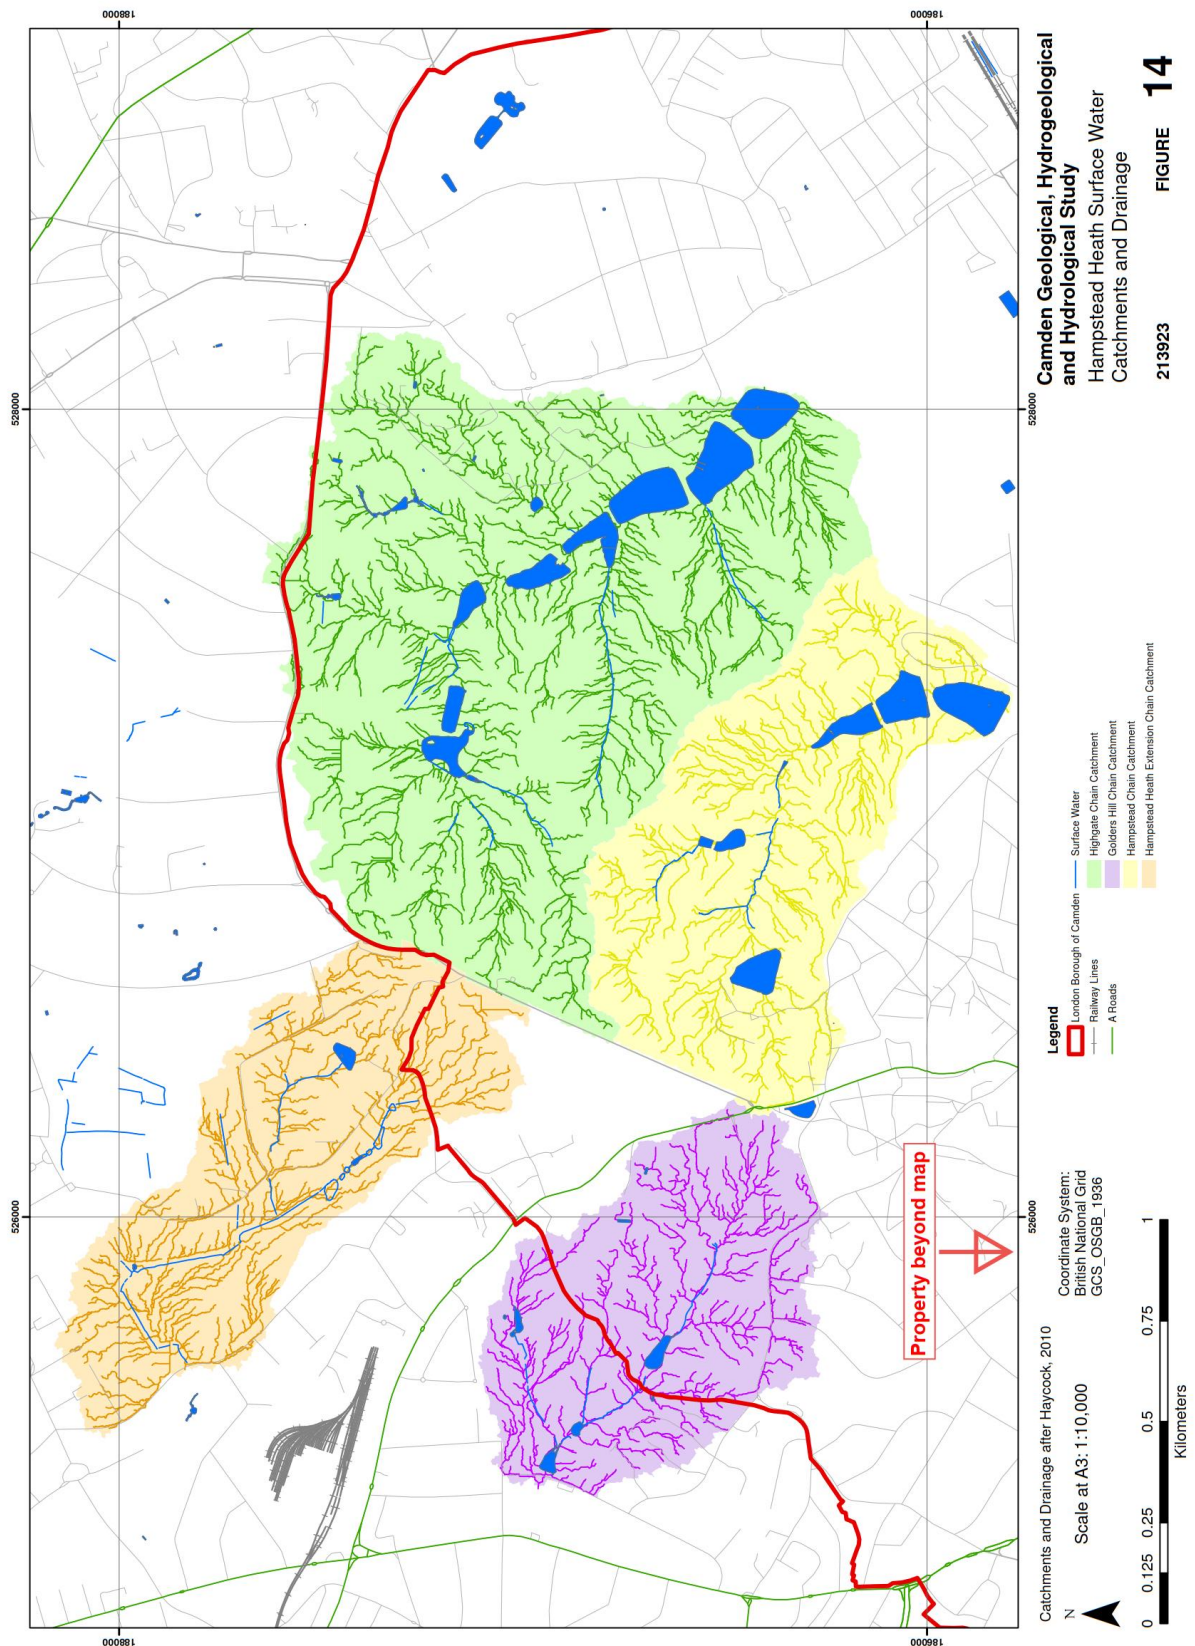 Camden Geological, Hydrogeological
and Hydrological Study
Hampstead Heath Surface Water
Catchments and Drainage
213923
FIGURE 14
Legend
London Borough of Camden
Railway Lines
A Roads
Surface Water
Highgate Chain Catchment
Golders Hill Chain Catchment
Hampstead Chain Catchment
Hampstead Heath Extension Chain Catchment
Property beyond map
Coordinate System:
British National Grid
GCS_OSGB_1936
Catchments and Drainage after Haycock, 2010
N
Scale at A3: 1:10,000
0 0.125 0.25 0.5 0.75 1
Kilometers
526000
528000
526000
528000
188000
188000
186000
186000